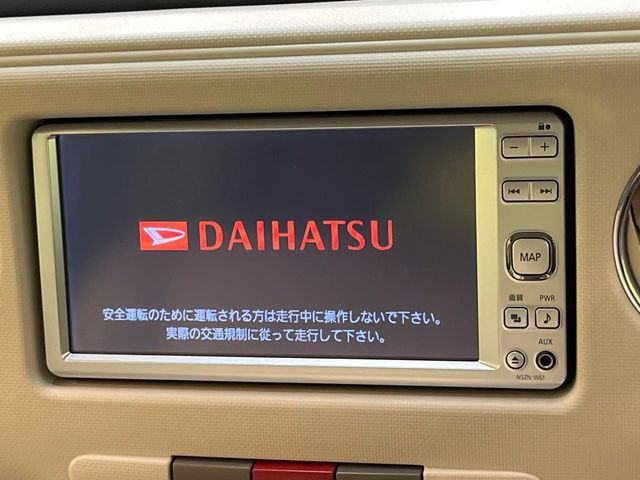 DAIHATSU
安全運転のために運転される方は走行中に操作しないで下さい。
実際の交通規制に従って走行して下さい。
− +
MAP
画質 PWR
AUX
NSZN-W61